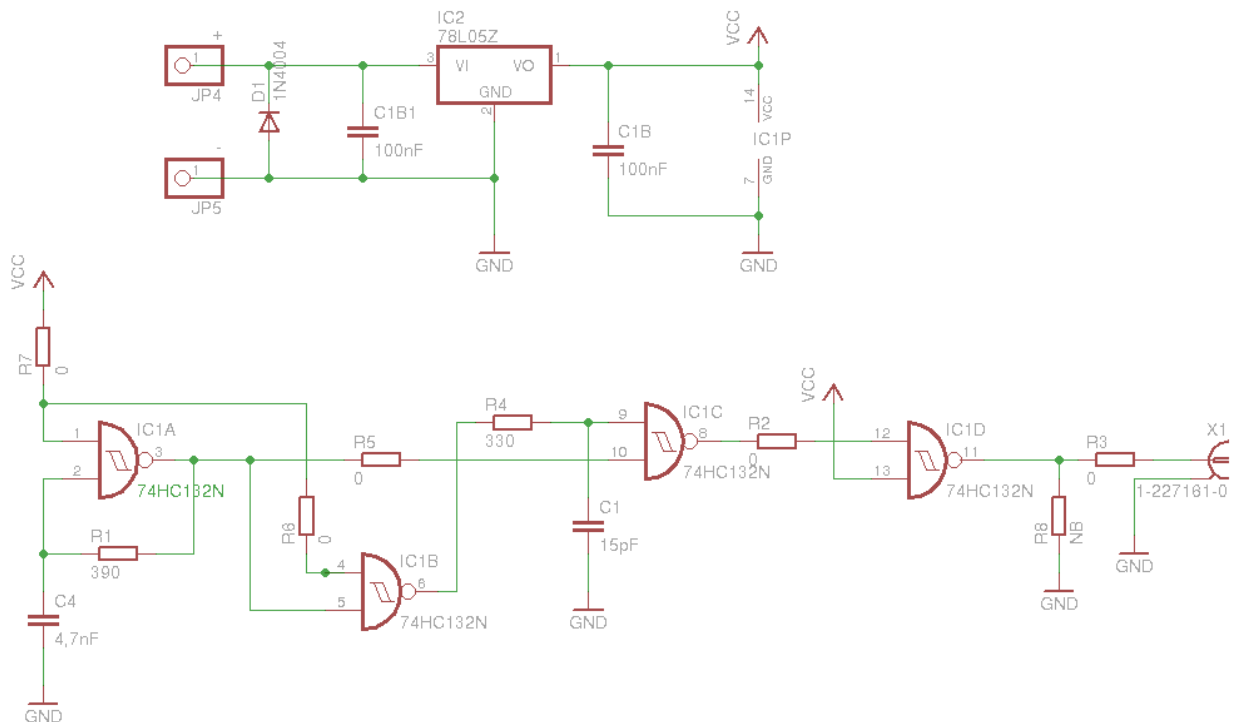 IC2
78L05Z
+
1
JP4
D1
1N4004
C1B1
100nF
3
VI
VO
1
GND
2
C1B
100nF
VCC
14
VCC
IC1P
GND
7
-
1
JP5
GND
GND
VCC
R7
0
1
2
IC1A
3
74HC132N
R1
390
C4
4,7nF
GND
R5
0
R6
0
4
5
IC1B
6
74HC132N
R4
330
C1
15pF
GND
9
10
IC1C
8
74HC132N
R2
0
VCC
12
13
IC1D
11
74HC132N
R3
0
R8
NB
GND
X1
1-227161-0
GND